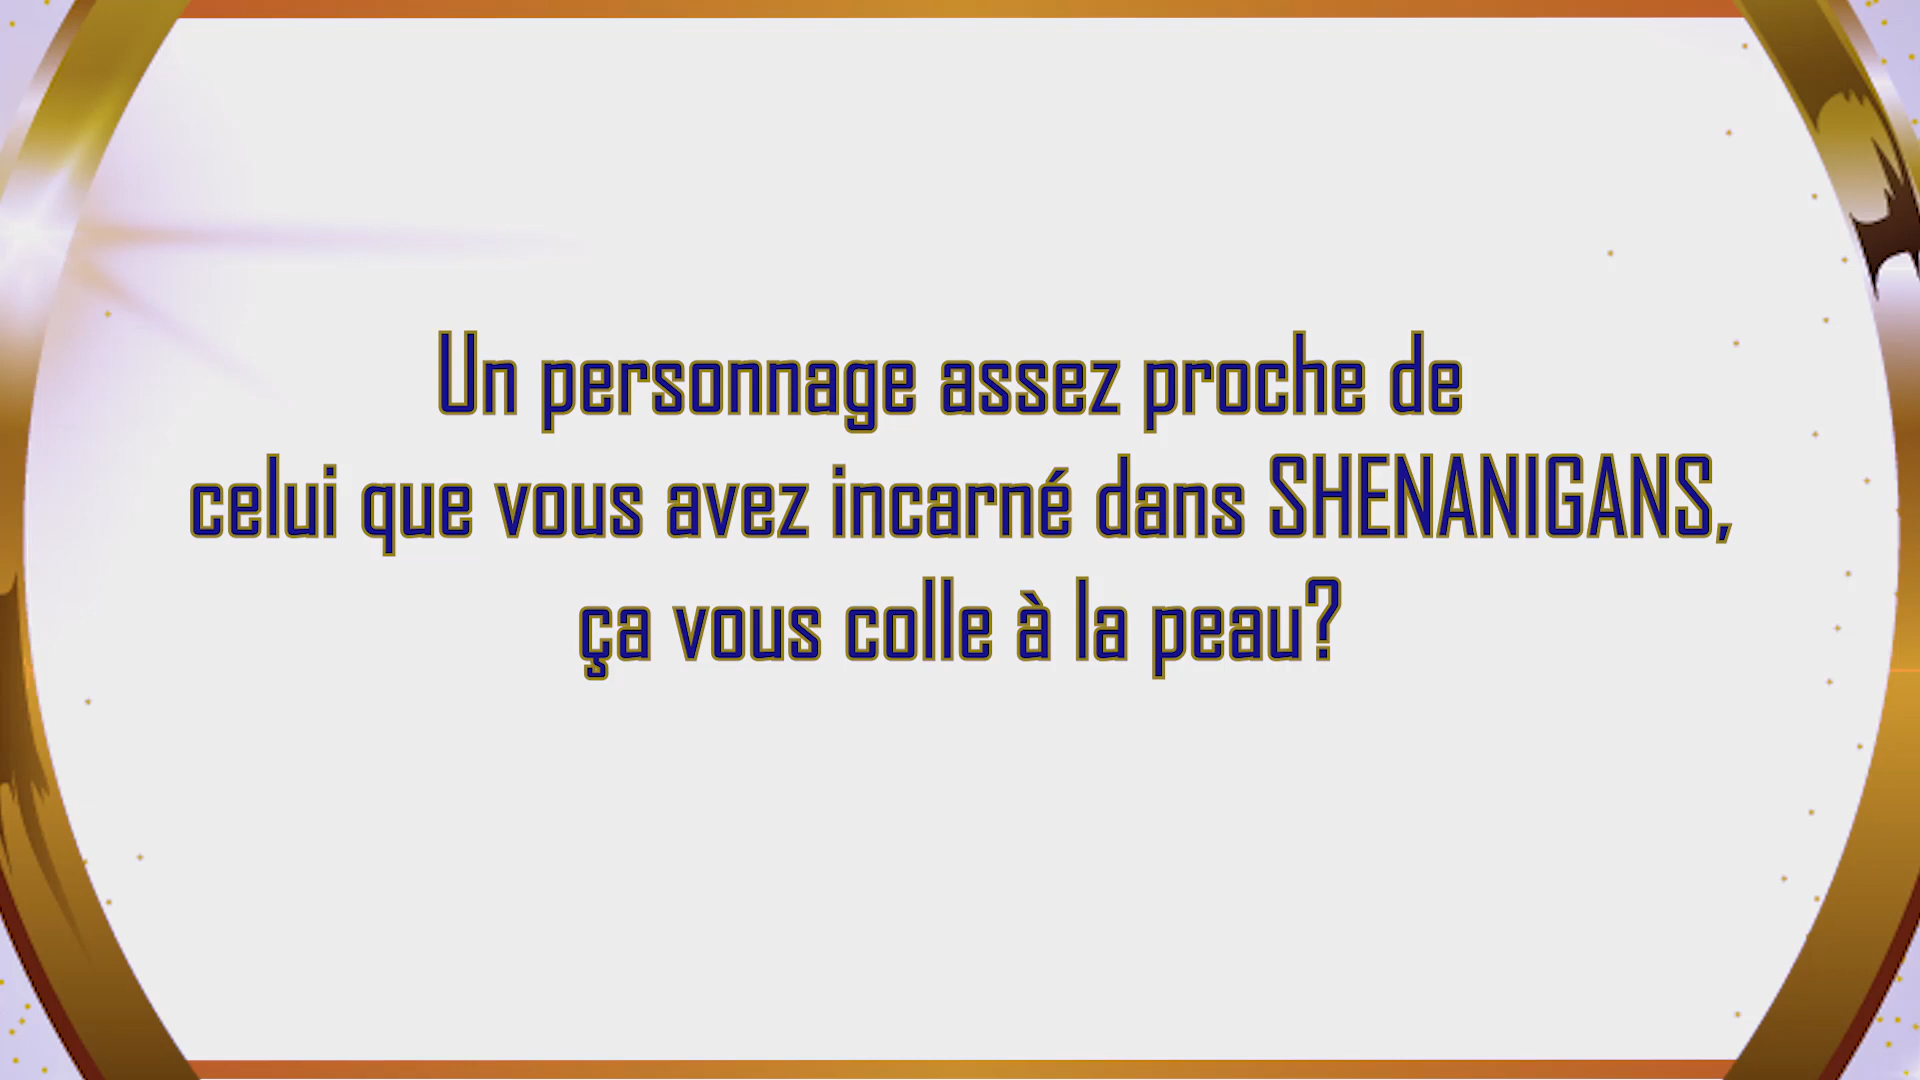 Un personnage assez proche de
celui que vous avez incarné dans SHENANIGANS,
ça vous colle à la peau?